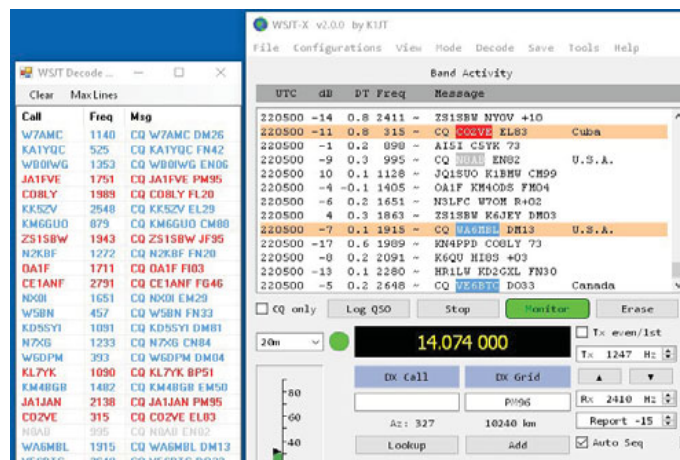 WSJT Decode ...
Clear MaxLines
Call Freq Msg
W7AMC 1140 CQ W7AMC DM26
KA1YQC 525 CQ KA1YQC FN42
WB0IWG 1353 CQ WB0IWG EN06
JA1FVE 1751 CQ JA1FVE PM95
CO8LY 1989 CQ CO8LY FL20
KK5ZV 2548 CQ KK5ZV EL29
KM6GUO 879 CQ KM6GUO CM88
ZS1SBW 1943 CQ ZS1SBW JF95
N2KBF 1272 CQ N2KBF FN20
OA1F 1711 CQ OA1F FI03
CE1ANF 2791 CQ CE1ANF FG46
NX0I 1651 CQ NX0I EM29
W5BN 457 CQ W5BN FN33
KD5SYI 1091 CQ KD5SYI DM81
N7XG 1233 CQ N7XG CN84
W6DPM 393 CQ W6DPM DM04
KL7YK 1090 CQ KL7YK BP51
KM4BGB 1482 CQ KM4BGB EM50
JA1JAN 2138 CQ JA1JAN PM95
CO2VE 315 CQ CO2VE EL83
N0AB 995 CQ N0AB EN82
WA6MBL 1915 CQ WA6MBL DM13
WSJT-X v2.0.0 by K1JT
File Configurations View Mode Decode Save Tools Help
Band Activity
UTC dB DT Freq Message
220500 -14 0.8 2411 ~ ZS1SBW NY0V +10
220500 -11 0.8 315 ~ CQ CO2VE EL83 Cuba
220500 -1 0.2 898 ~ AI5I C5YK 73
220500 -9 0.3 995 ~ CQ N0AB EN82 U.S.A.
220500 10 0.1 1128 ~ JQ1SUO K1BMW CM99
220500 -4 -0.1 1405 ~ OA1F KM4ODS FM04
220500 -6 0.2 1651 ~ N3LFC W7OM R+02
220500 4 0.3 1863 ~ ZS1SBW K6JEY DM03
220500 -7 0.1 1915 ~ CQ WA6MBL DM13 U.S.A.
220500 -17 0.6 1989 ~ KN4PPD CO8LY 73
220500 -8 0.2 2091 ~ K6QU HI8S +03
220500 -13 0.1 2280 ~ HR1LW KD2GXL FN30
220500 -5 0.2 2648 ~ CQ VE6BTC DO33 Canada
CQ only Log QSO Stop Monitor Erase
20m 14.074 000 Tx even/1st
Tx 1247 Hz
DX Call DX Grid
PM96 Rx 2410 Hz
Az: 327 10240 km Report -15
Lookup Add Auto Seq
-80
-60
-40